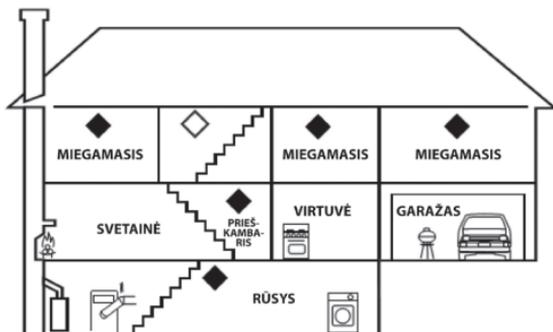 MIEGAMASIS
MIEGAMASIS
MIEGAMASIS
SVETAINĖ
PRIEŠ-
KAMBA-
RIS
VIRTUVĖ
GARAŽAS
RŪSYS